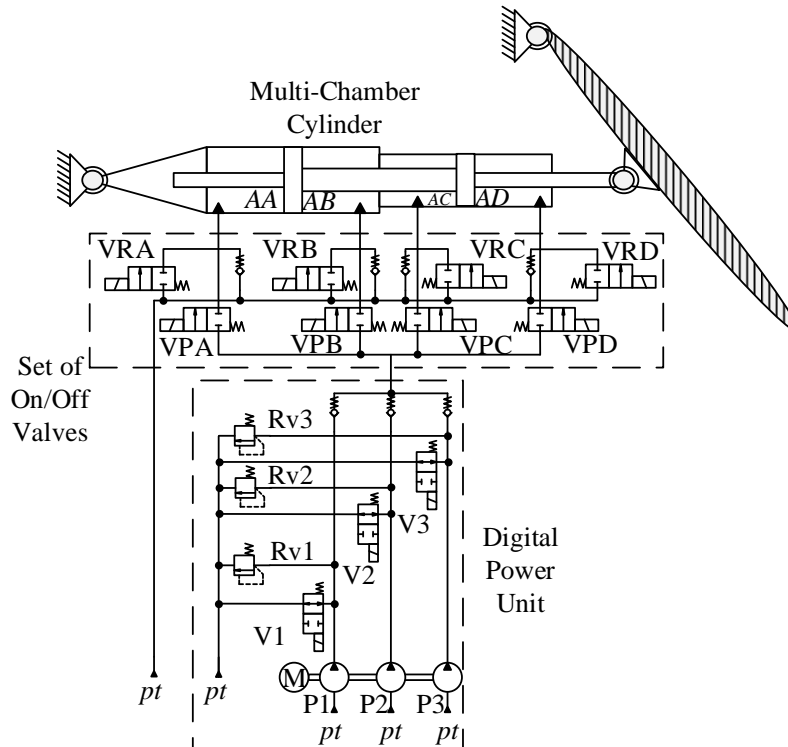 Multi-Chamber
Cylinder
AA
AB
AC
AD
VRA
VRB
VRC
VRD
VPA
VPB
VPC
VPD
Set of
On/Off
Valves
Rv3
Rv2
V3
Rv1
V2
V1
Digital
Power
Unit
M
P1
P2
P3
pt
pt
pt
pt
pt